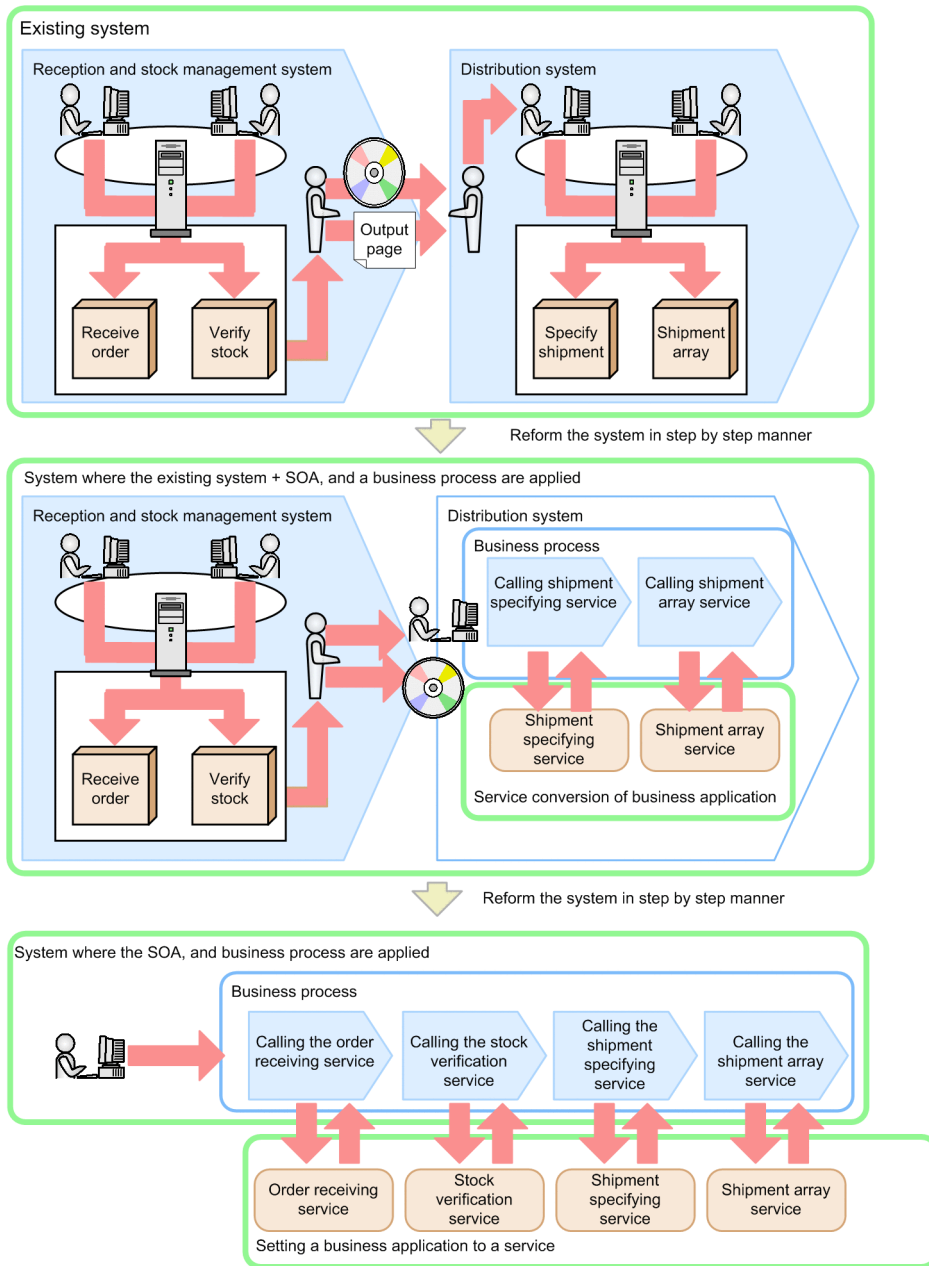 Existing system
Reception and stock management system
Distribution system
Output
page
Receive
order
Verify
stock
Specify
shipment
Shipment
array
Reform the system in step by step manner
System where the existing system + SOA, and a business process are applied
Reception and stock management system
Distribution system
Business process
Calling shipment
specifying service
Calling shipment
array service
Receive
order
Verify
stock
Shipment
specifying
service
Shipment array
service
Service conversion of business application
Reform the system in step by step manner
System where the SOA, and business process are applied
Business process
Calling the order
receiving service
Calling the stock
verification
service
Calling the
shipment
specifying
service
Calling the
shipment array
service
Order receiving
service
Stock
verification
service
Shipment
specifying
service
Shipment array
service
Setting a business application to a service